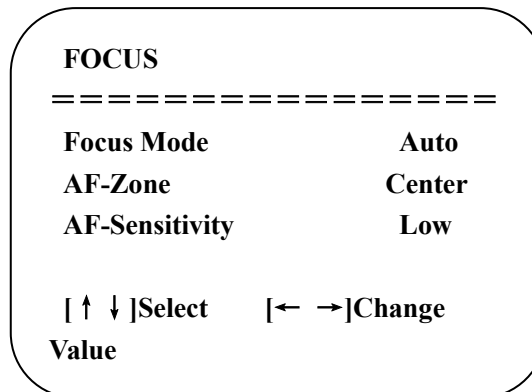 FOCUS
================
Focus Mode Auto
AF-Zone Center
AF-Sensitivity Low
[↑ ↓]Select [← →]Change
Value